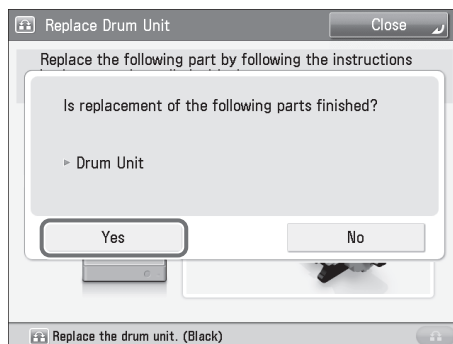 Replace Drum Unit
Close
Replace the following part by following the instructions
Is replacement of the following parts finished?
Drum Unit
Yes
No
Replace the drum unit. (Black)